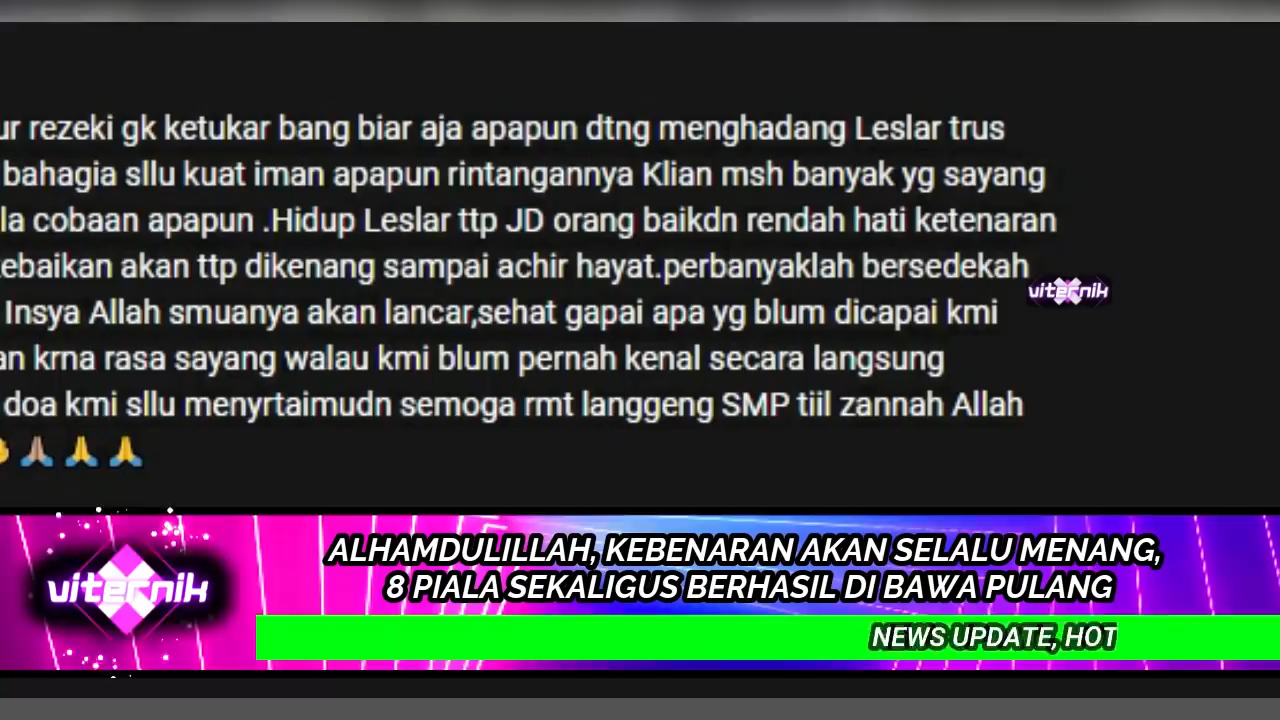 ur rezeki gk ketukar bang biar aja apapun dtng menghadang Leslar trus
bahagia sllu kuat iman apapun rintangannya Klian msh banyak yg sayang
la cobaan apapun .Hidup Leslar ttp JD orang baikdn rendah hati ketenaran
kebaikan akan ttp dikenang sampai achir hayat.perbanyaklah bersedekah
viternik
Insya Allah smuanya akan lancar,sehat gapai apa yg blum dicapai kmi
an krna rasa sayang walau kmi blum pernah kenal secara langsung
doa kmi sllu menyrtaimudn semoga rmt langgeng SMP tiil zannah Allah
🙏🏽🙏🙏
ALHAMDULILLAH, KEBENARAN AKAN SELALU MENANG,
8 PIALA SEKALIGUS BERHASIL DI BAWA PULANG
viternik
NEWS UPDATE, HOT